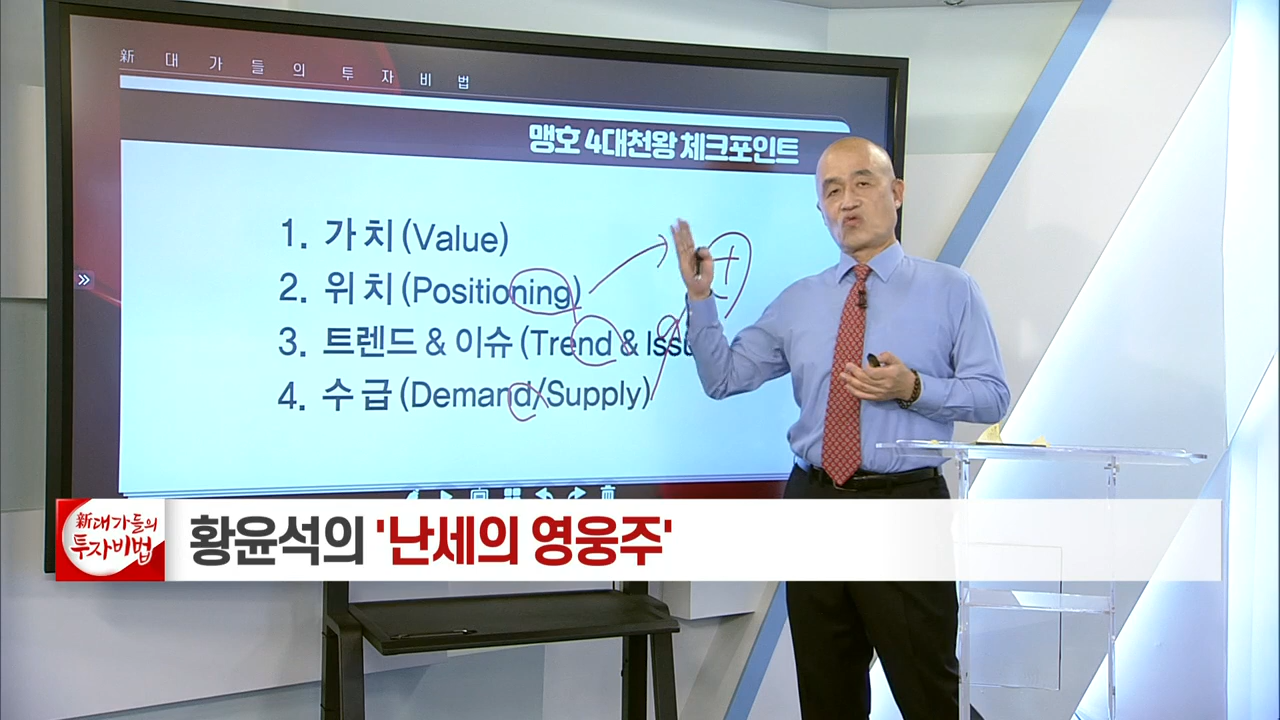 新 대 가 들 의 투 자 비 법
맹호 4대천왕 체크포인트
1. 가 치 (Value)
2. 위 치 (Positioning)
3. 트렌드 & 이슈 (Trend &
4. 수 급 (Demand/Supply)
+
新대가들의
투자비법
황윤석의 '난세의 영웅주'